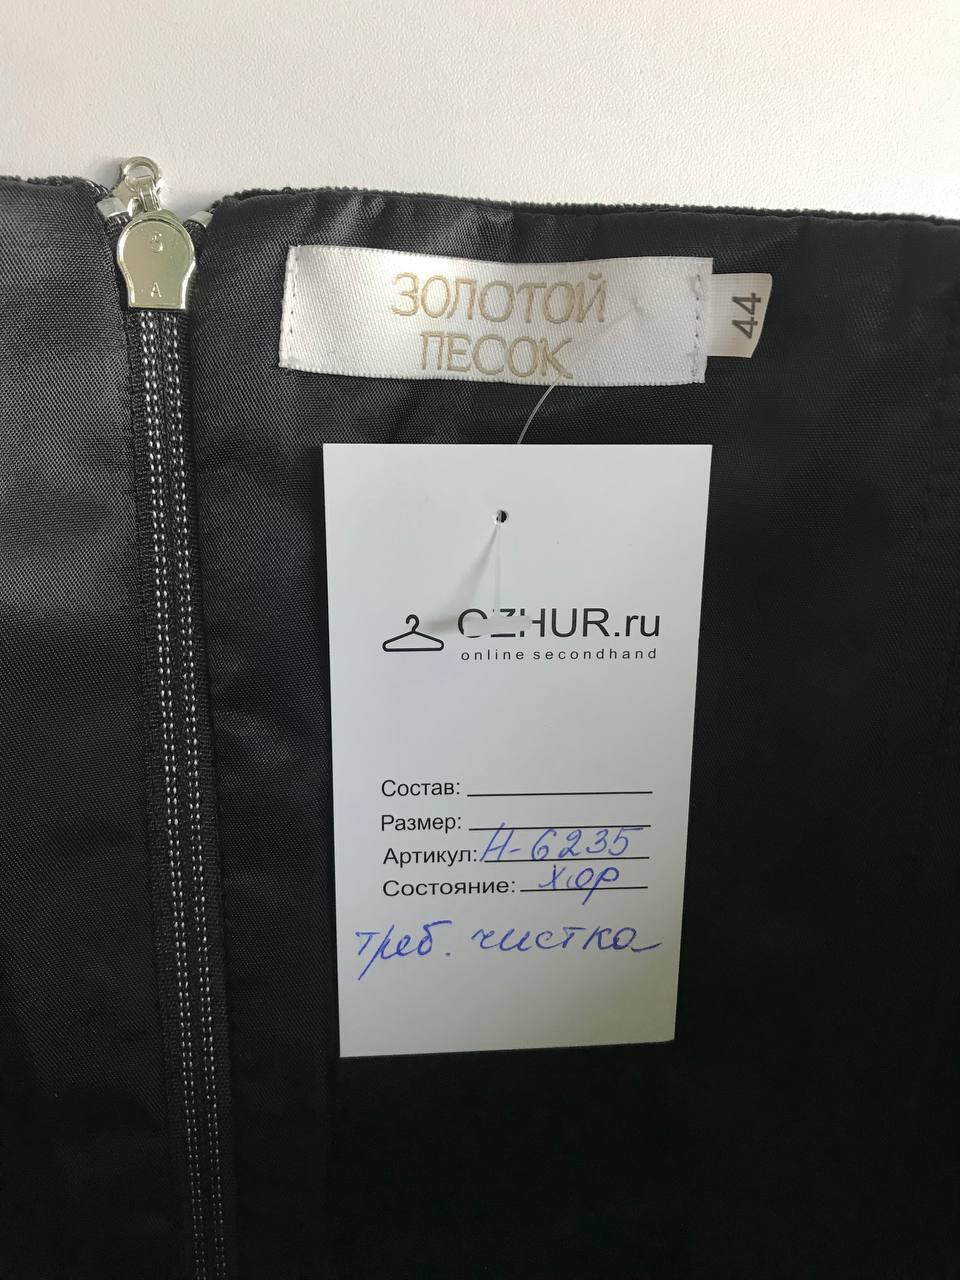 S
A
ЗОЛОТОЙ
ПЕСОК
44
OZHUR.ru
online secondhand
Состав:
Размер:
Артикул: Н-6235
Состояние: хор
треб. чистка